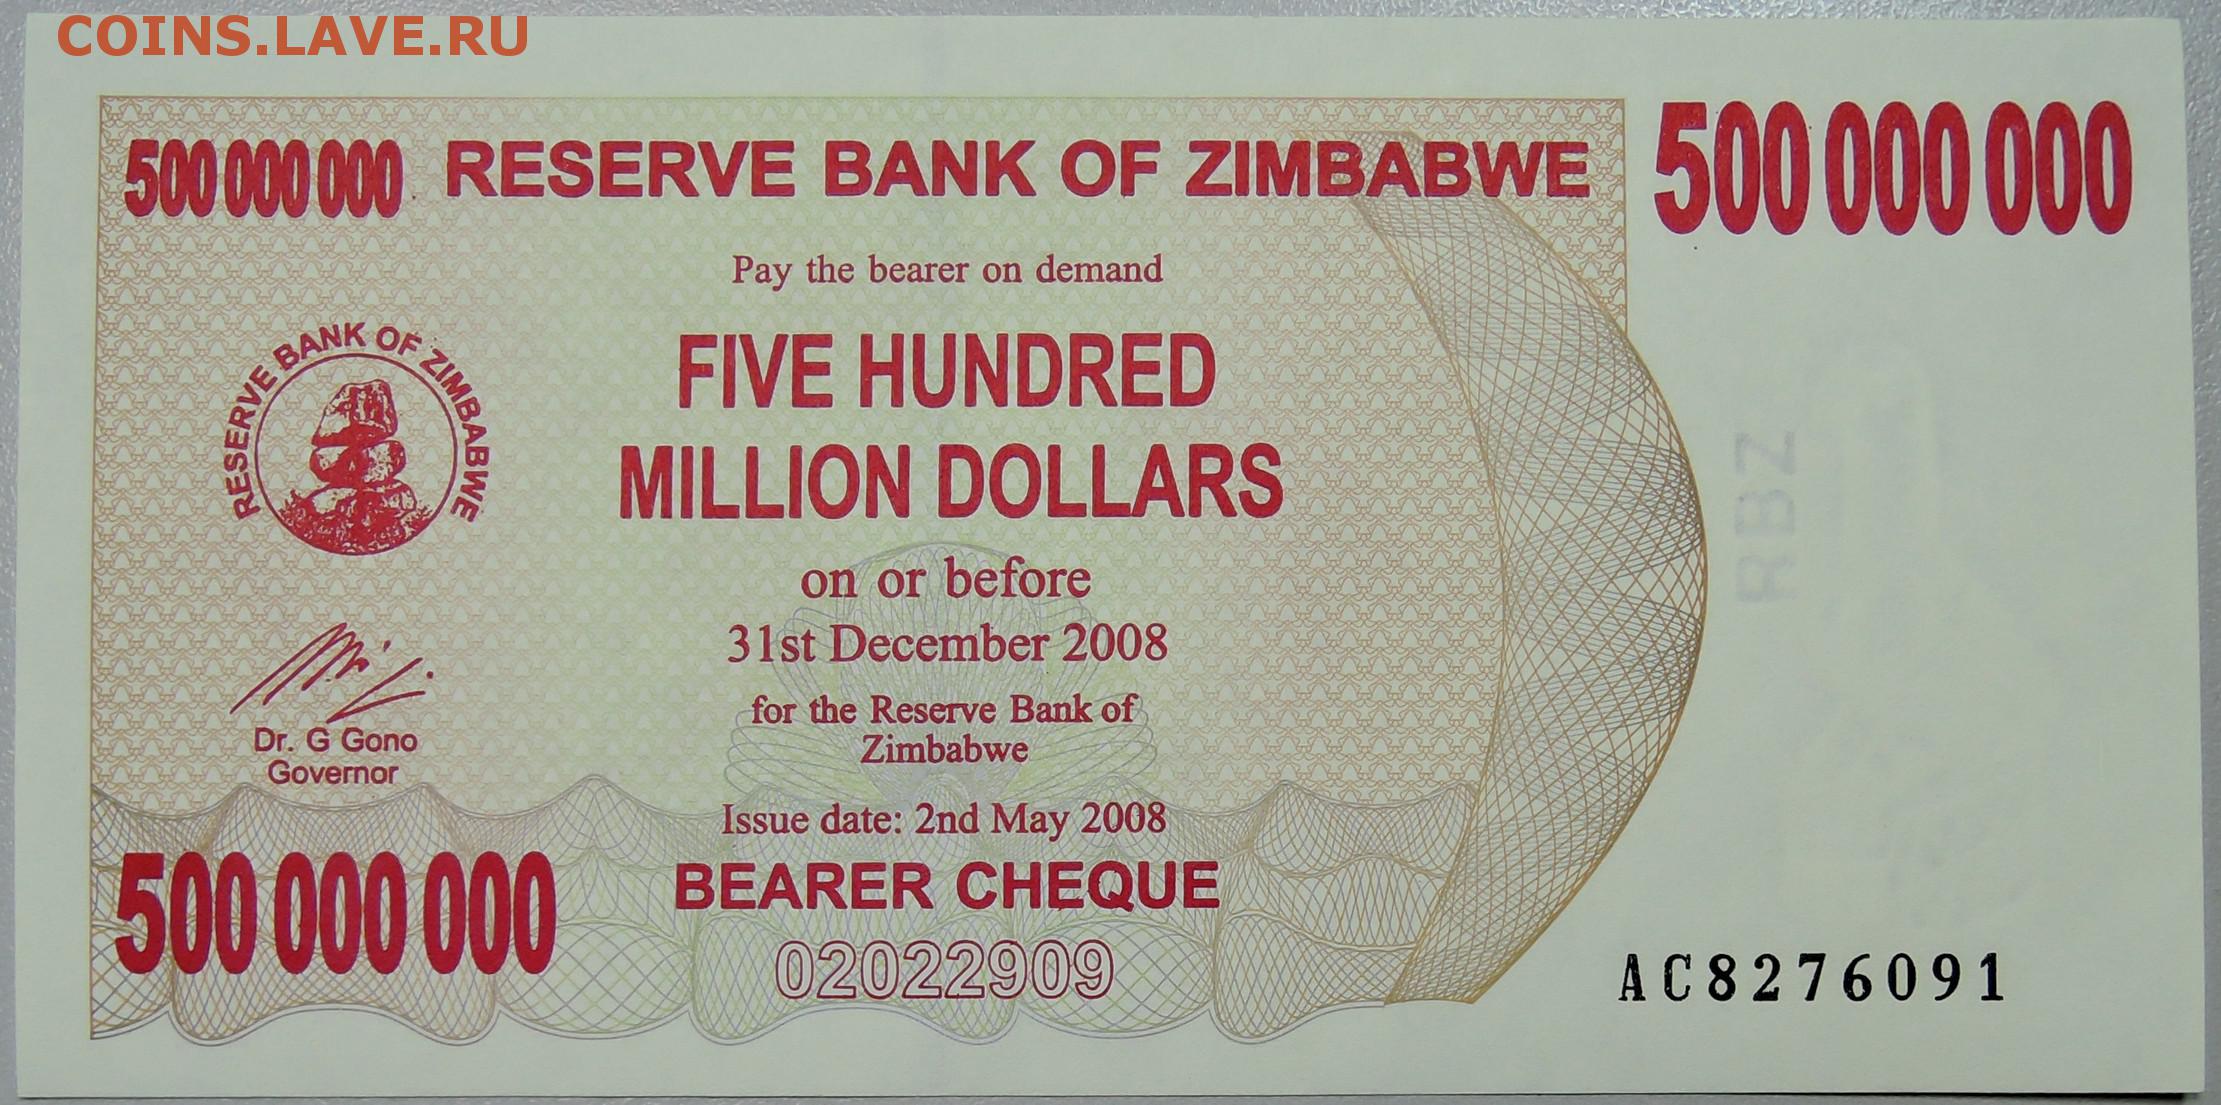 COINS.LAVE.RU
500 000 000 RESERVE BANK OF ZIMBABWE 500 000 000
Pay the bearer on demand
FIVE HUNDRED
MILLION DOLLARS
RESERVE BANK OF ZIMBABWE
on or before
31st December 2008
for the Reserve Bank of
Zimbabwe
Dr. G Gono
Governor
Issue date: 2nd May 2008
500 000 000
BEARER CHEQUE
02022909
AC8276091
RBZ